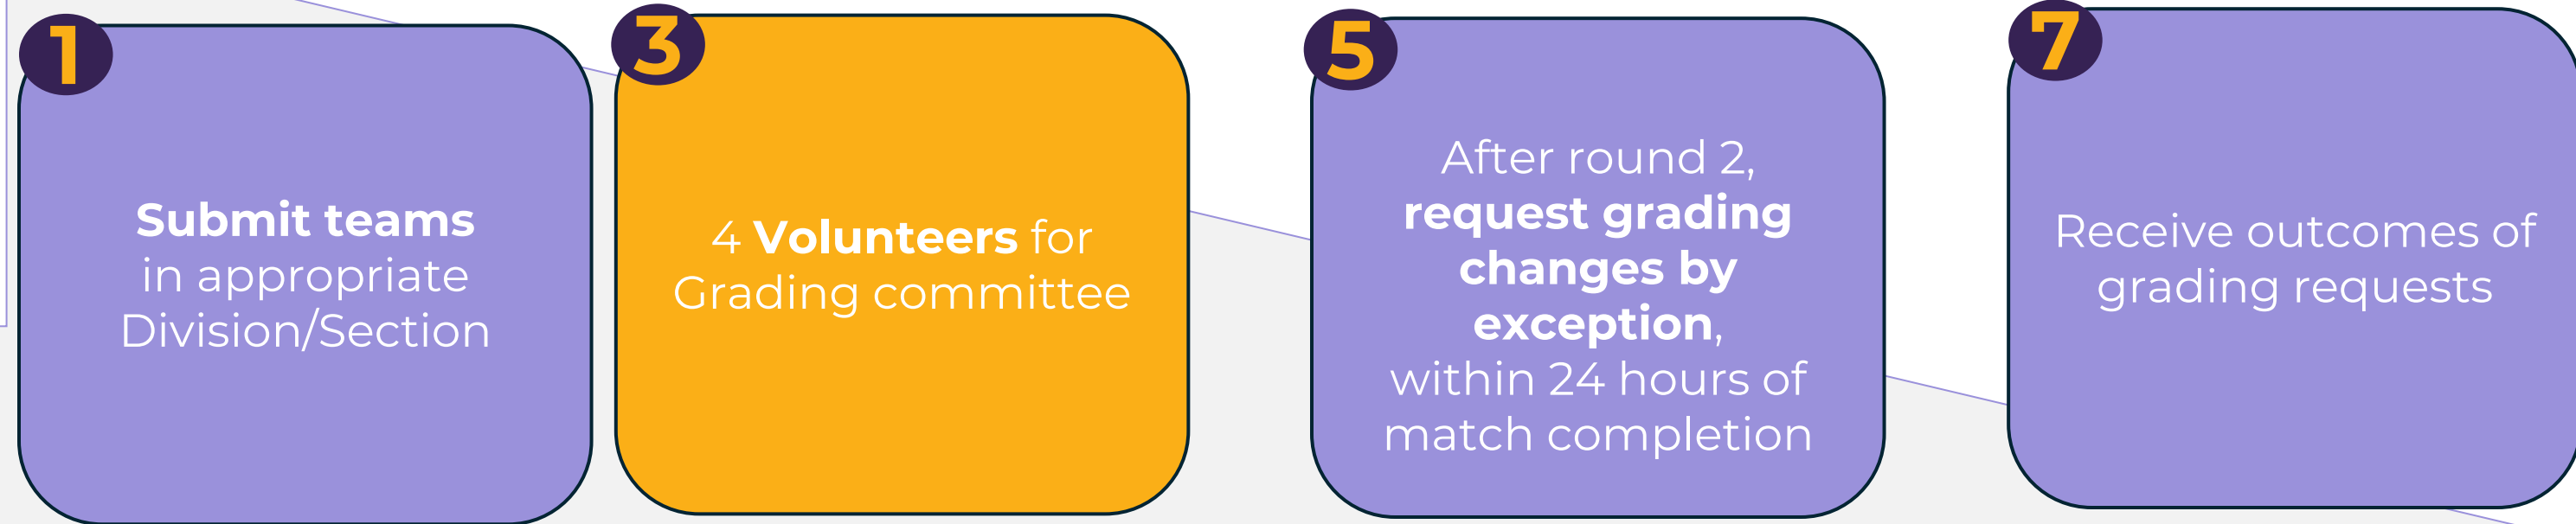 1
Submit teams
in appropriate
Division/Section
3
4 Volunteers for
Grading committee
5
After round 2,
request grading
changes by
exception,
within 24 hours of
match completion
7
Receive outcomes of
grading requests